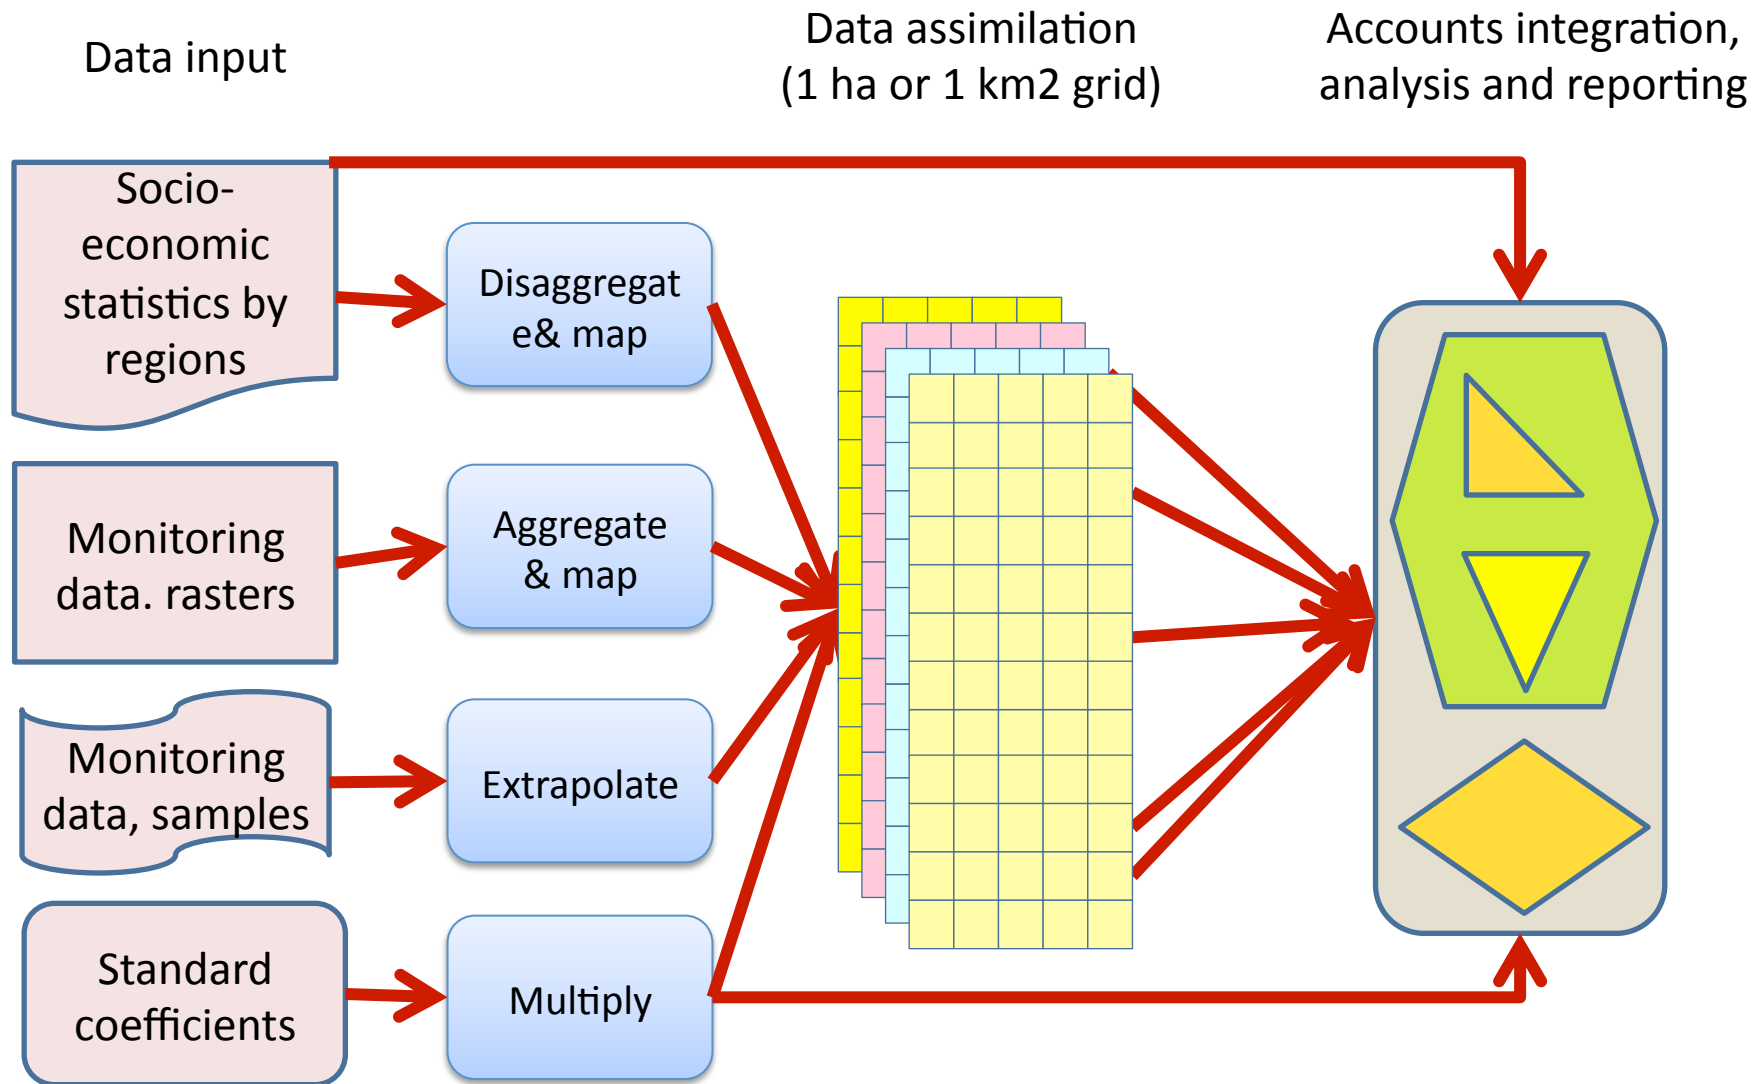 Data input
Data assimilation
(1 ha or 1 km2 grid)
Accounts integration,
analysis and reporting
Socio-
economic
statistics by
regions
Disaggregat
e& map
Monitoring
data. rasters
Aggregate
& map
Monitoring
data, samples
Extrapolate
Standard
coefficients
Multiply